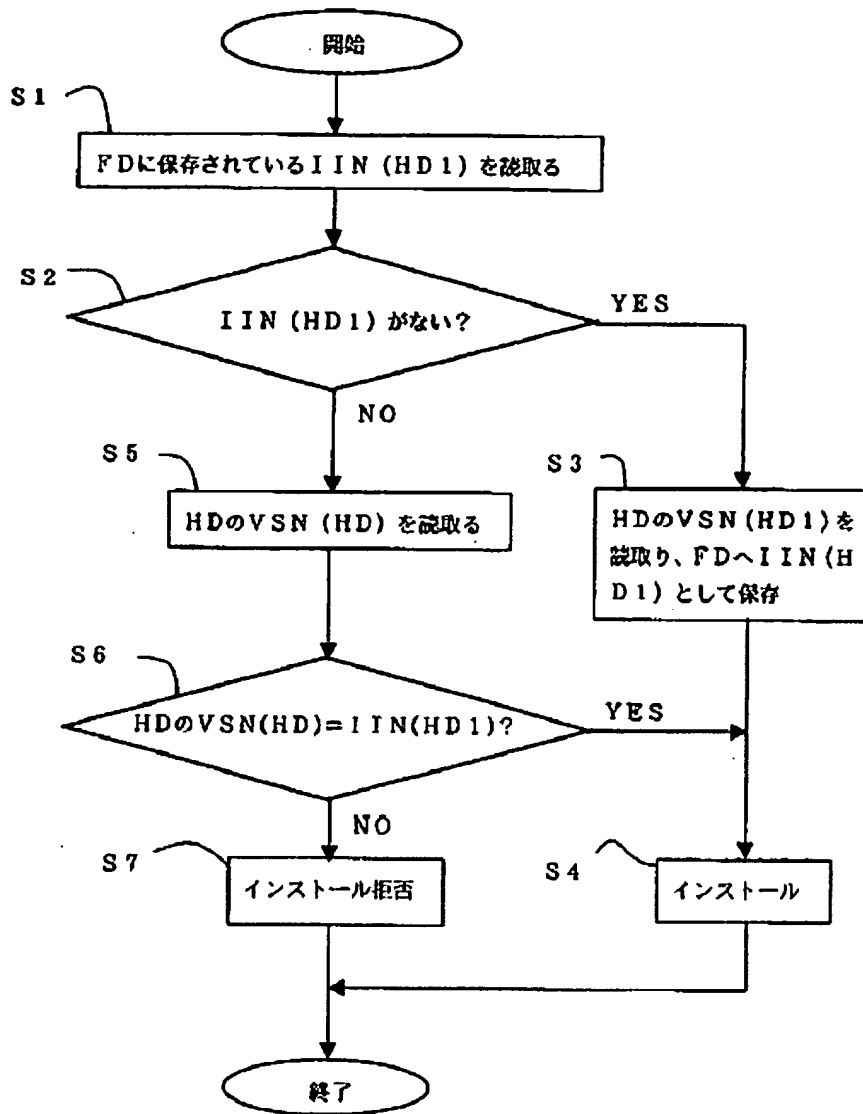 開始
S1
FDに保存されているIIN(HD1)を読取る
S2
IIN(HD1)がない?
YES
NO
S5
HDのVSN(HD)を読取る
S3
HDのVSN(HD1)を
読取り、FDへIIN(H
D1)として保存
S6
HDのVSN(HD)=IIN(HD1)?
YES
NO
S7
インストール拒否
S4
インストール
終了